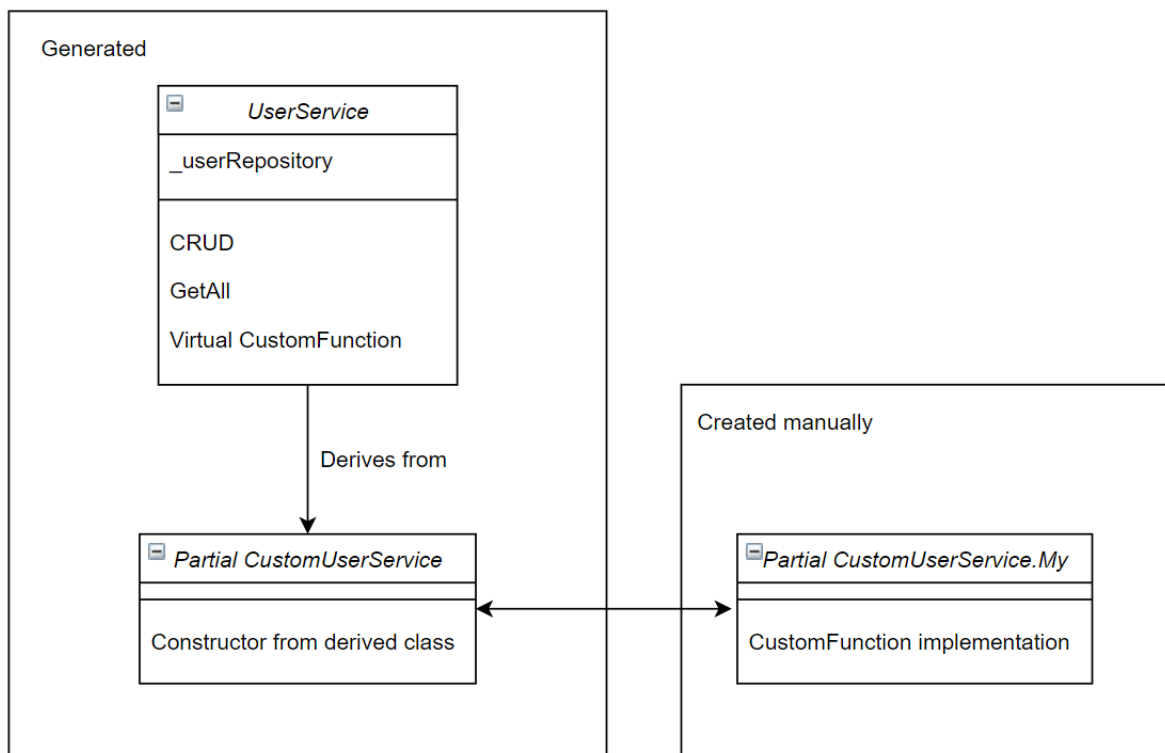 Generated
UserService
_userRepository
CRUD
GetAll
Virtual CustomFunction
Derives from
Partial CustomUserService
Constructor from derived class
Created manually
Partial CustomUserService.My
CustomFunction implementation